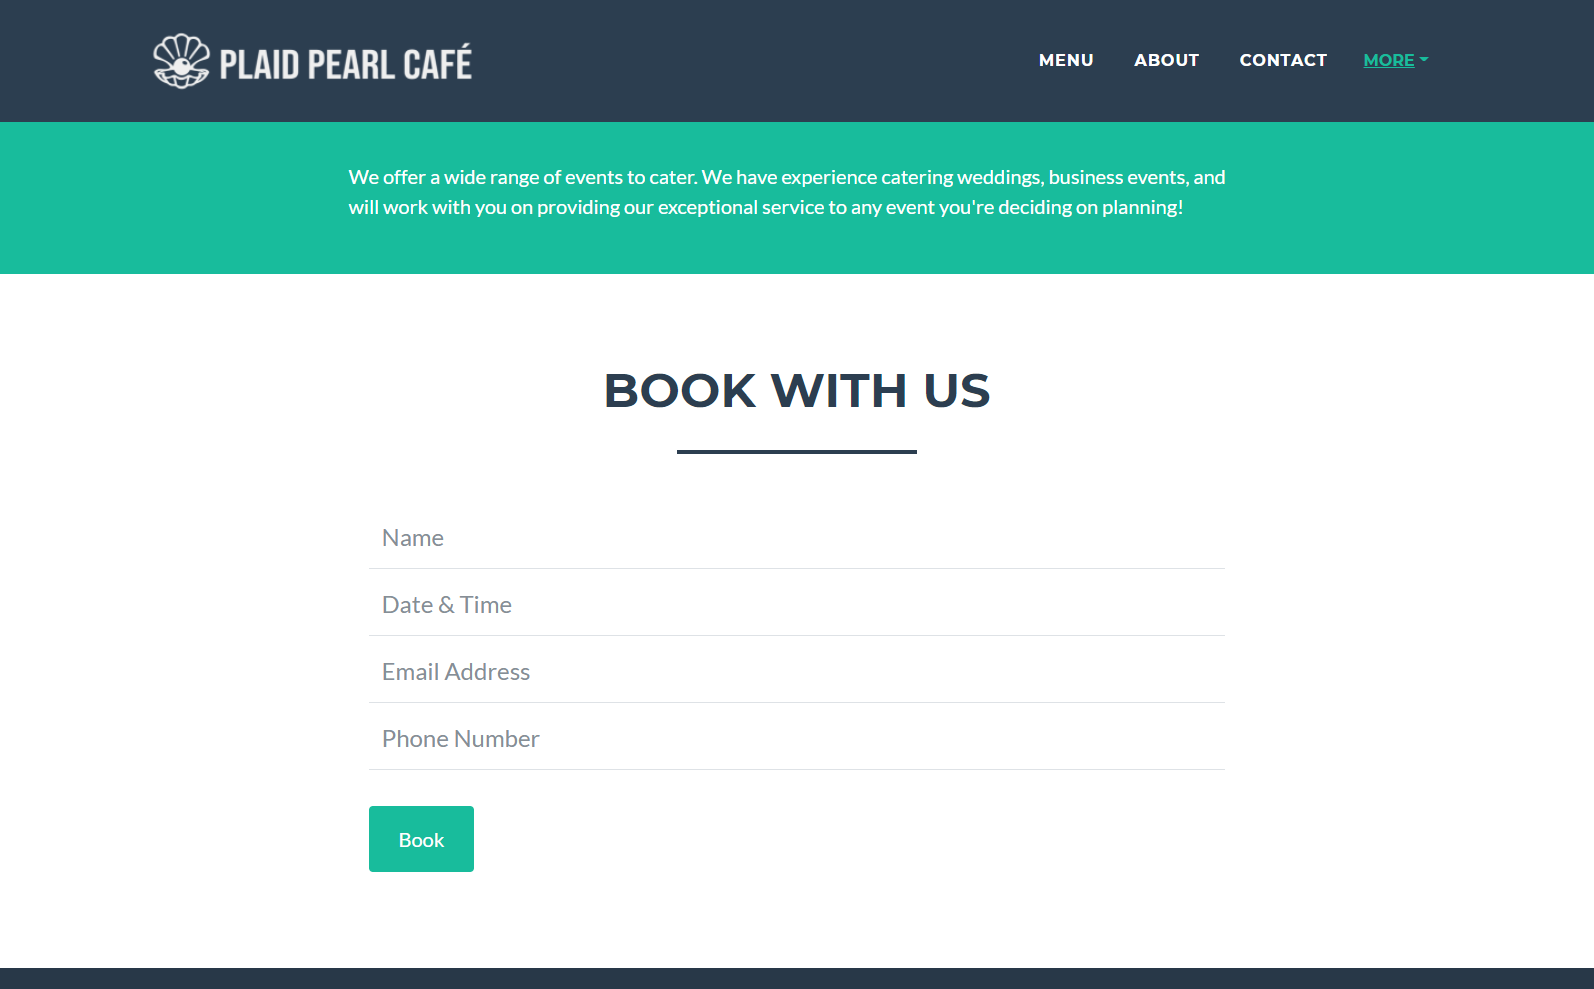 PLAID PEARL CAFÉ
MENU ABOUT CONTACT MORE
We offer a wide range of events to cater. We have experience catering weddings, business events, and
will work with you on providing our exceptional service to any event you're deciding on planning!
BOOK WITH US
Name
Date & Time
Email Address
Phone Number
Book